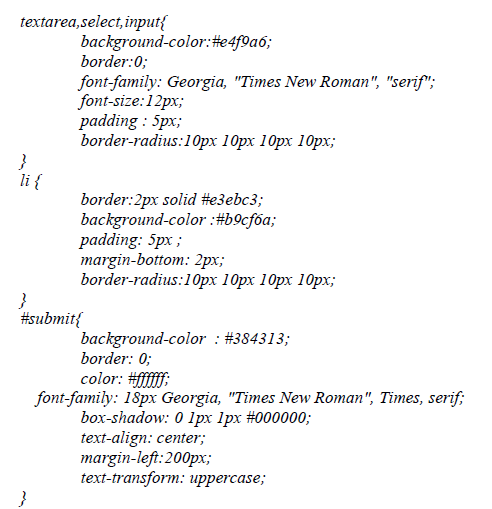 textarea,select,input{
background-color:#e4f9a6;
border:0;
font-family: Georgia, "Times New Roman", "serif";
font-size:12px;
padding : 5px;
border-radius:10px 10px 10px 10px;
}
li {
border:2px solid #e3ebc3;
background-color :#b9cf6a;
padding: 5px ;
margin-bottom: 2px;
border-radius:10px 10px 10px 10px;
}
#submit{
background-color  : #384313;
border: 0;
color: #ffffff;
font-family: 18px Georgia, "Times New Roman", Times, serif;
box-shadow: 0 1px 1px #000000;
text-align: center;
margin-left:200px;
text-transform: uppercase;
}